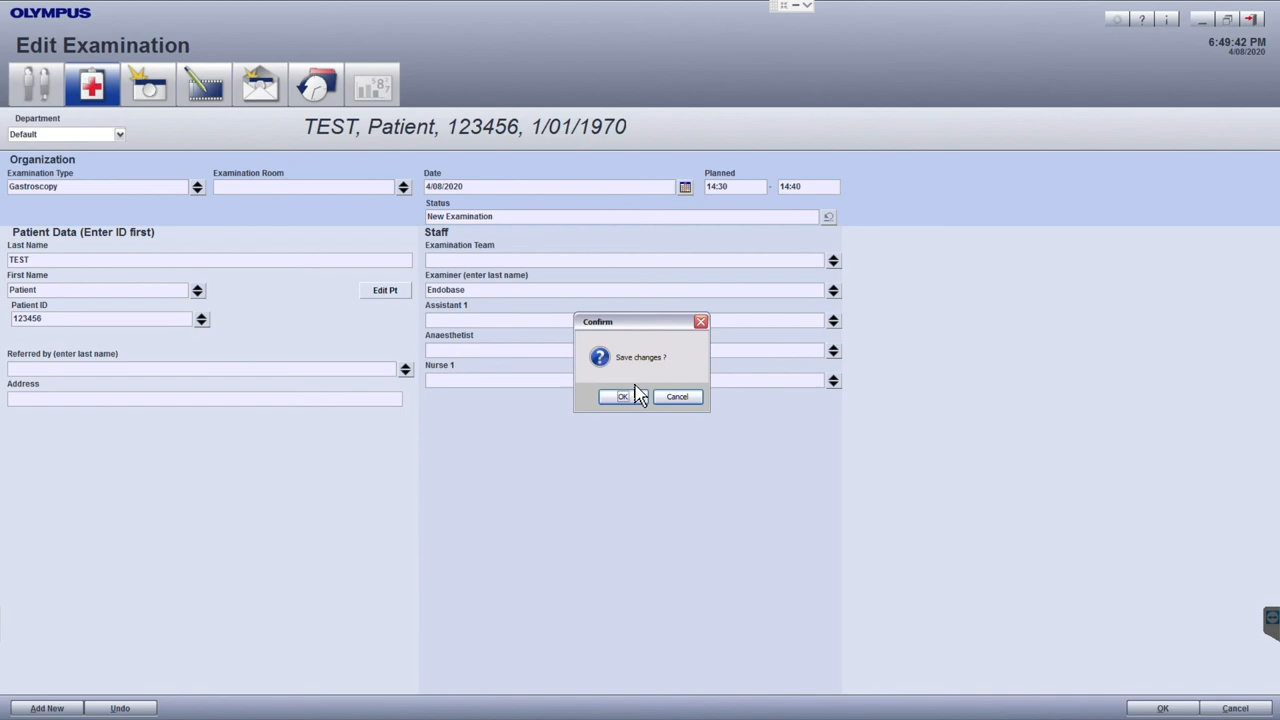 OLYMPUS
Edit Examination
6:49:42 PM
4/08/2020
Department
Default
TEST, Patient, 123456, 1/01/1970
Organization
Examination Type
Examination Room
Date
Planned
Gastroscopy
4/08/2020
14:30 - 14:40
Status
New Examination
Patient Data (Enter ID first)
Last Name
TEST
First Name
Patient
Edit Pt
Patient ID
123456
Referred by (enter last name)
Address
Staff
Examination Team
Examiner (enter last name)
Endobase
Assistant 1
Anaesthetist
Nurse 1
Confirm
Save changes ?
OK
Cancel
Add New
Undo
OK
Cancel